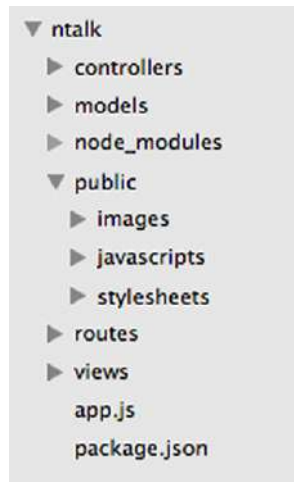 ntalk
controllers
models
node_modules
public
images
javascripts
stylesheets
routes
views
app.js
package.json